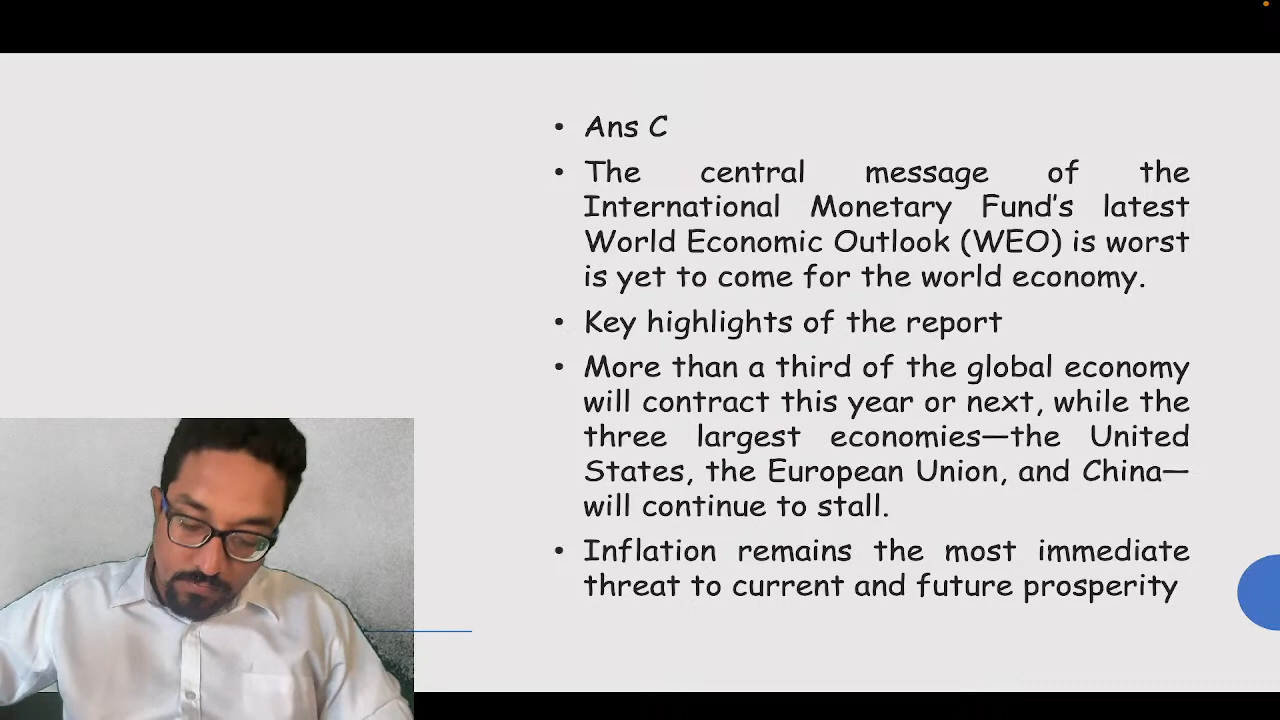 • Ans C
• The central message of the
International Monetary Fund's latest
World Economic Outlook (WEO) is worst
is yet to come for the world economy.
• Key highlights of the report
• More than a third of the global economy
will contract this year or next, while the
three largest economies—the United
States, the European Union, and China—
will continue to stall.
• Inflation remains the most immediate
threat to current and future prosperity